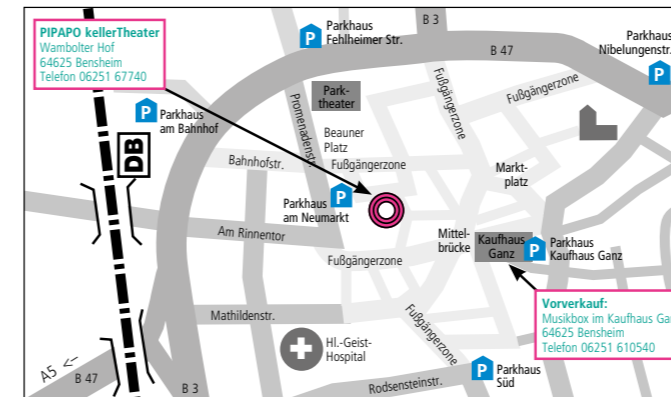 PIPAPO kellerTheater
Wambolter Hof
64625 Bensheim
Telefon 06251 67740
P
Parkhaus
Fehlheimer Str.
B 3
B 47
Parkhaus
Nibelungenstr.
P
P
Parkhaus
am Bahnhof
DB
Park-
theater
Promenadenstr.
Beauner
Platz
Fußgängerzone
Fußgängerzone
Fußgängerzone
Bahnhofstr.
Markt-
platz
Parkhaus
am Neumarkt
P
Am Rinnentor
Mittel-
brücke
Kaufhaus
Ganz
P
Parkhaus
Kaufhaus Ganz
Fußgängerzone
Fußgängerzone
Mathildenstr.
Hl.-Geist-
Hospital
Vorverkauf:
Musikbox im Kaufhaus Ga
64625 Bensheim
Telefon 06251 610540
A5 <-
B 47
B 3
Rodsensteinstr.
P
Parkhaus
Süd